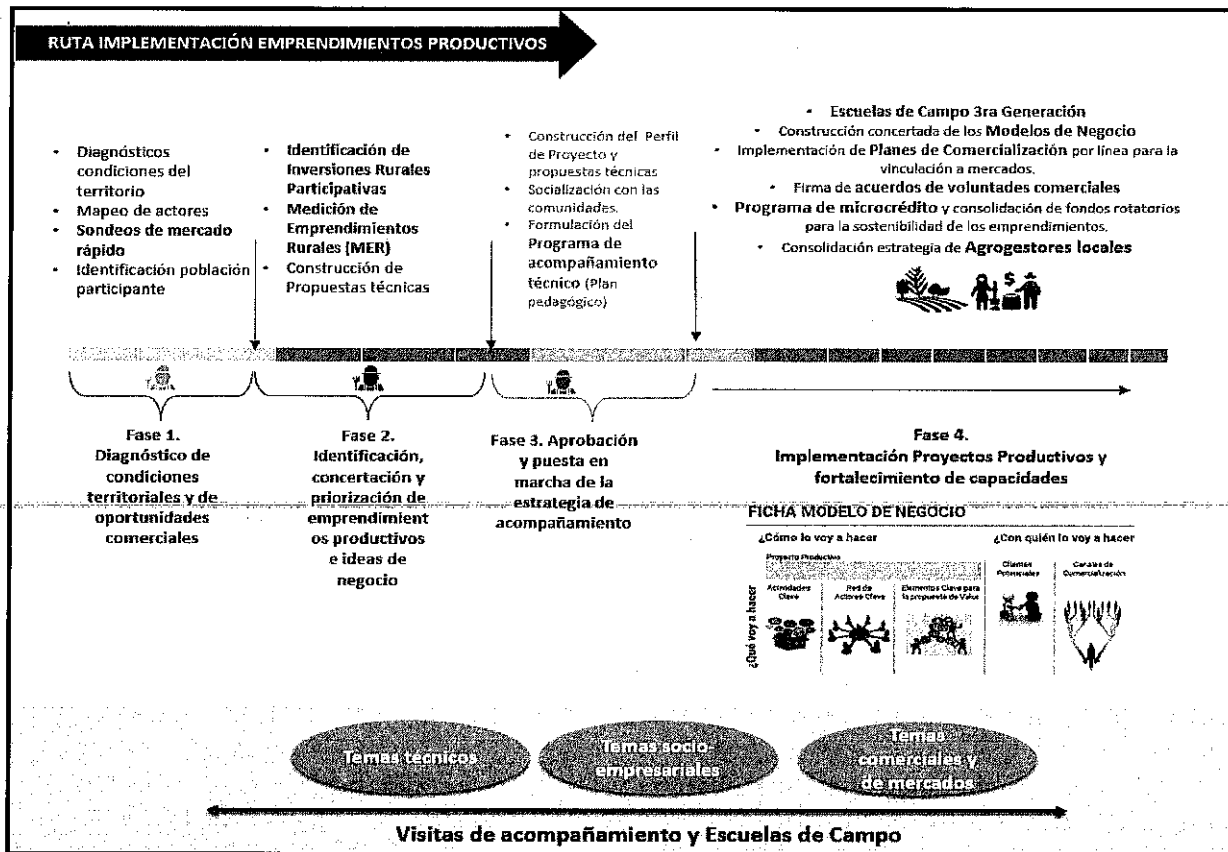 RUTA IMPLEMENTACIÓN EMPRENDIMIENTOS PRODUCTIVOS
• Diagnósticos
condiciones del
territorio
• Mapeo de actores
• Sondeos de mercado
rápido
• Identificación población
participante
• Identificación de
Inversiones Rurales
Participativas
• Medición de
Emprendimientos
Rurales (MER)
• Construcción de
Propuestas técnicas
• Construcción del Perfil
de Proyecto y
propuestas técnicas
• Socialización con las
comunidades.
• Formulación del
Programa de
acompañamiento
técnico (Plan
pedagógico)
• Escuelas de Campo 3ra Generación
• Construcción concertada de los Modelos de Negocio
• Implementación de Planes de Comercialización por línea para la
vinculación a mercados.
• Firma de acuerdos de voluntades comerciales
• Programa de microcrédito y consolidación de fondos rotatorios
para la sostenibilidad de los emprendimientos.
• Consolidación estrategia de Agrogestores locales
Fase 1.
Diagnóstico de
condiciones
territoriales y de
oportunidades
comerciales
Fase 2.
Identificación,
concertación y
priorización de
emprendimient
os productivos
e ideas de
negocio
Fase 3. Aprobación
y puesta en
marcha de la
estrategia de
acompañamiento
Fase 4.
Implementación Proyectos Productivos y
fortalecimiento de capacidades
FICHA MODELO DE NEGOCIO
¿Cómo lo voy a hacer
¿Con quién lo voy a hacer
¿Qué voy a hacer
Proyecto Productivo
Actividades
Clave
Red de
Actores Clave
Elementos Clave para
la propuesta de Valor
Clientes
Potenciales
Canales de
Comercialización
Temas técnicos
Temas socio-
empresariales
Temas
comerciales y
de mercados
Visitas de acompañamiento y Escuelas de Campo